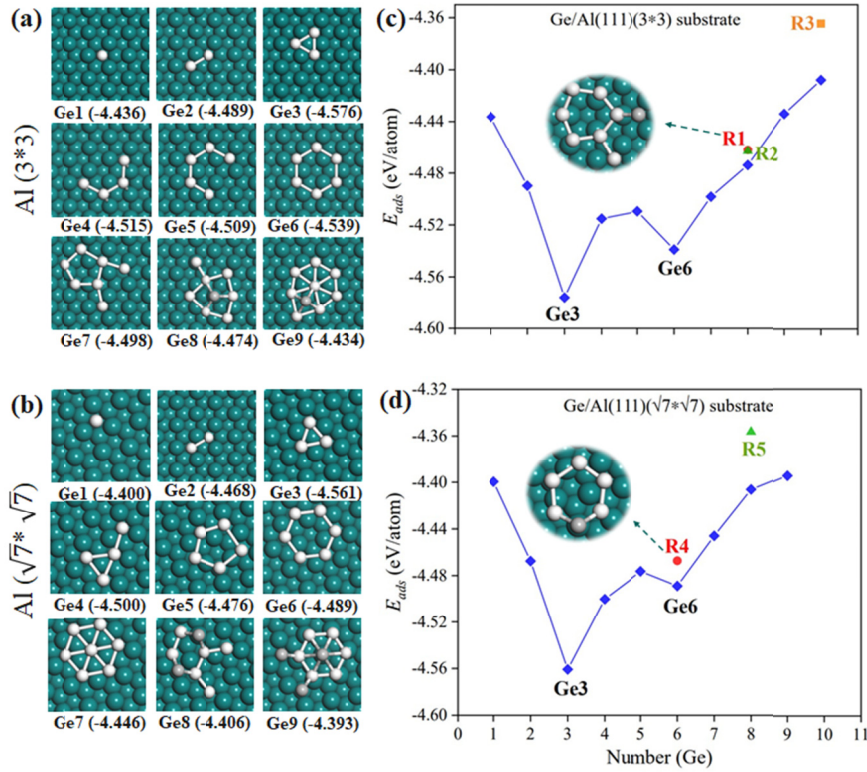 (a)
Al (3*3)
Ge1 (-4.436) Ge2 (-4.489) Ge3 (-4.576)
Ge4 (-4.515) Ge5 (-4.509) Ge6 (-4.539)
Ge7 (-4.498) Ge8 (-4.474) Ge9 (-4.434)
(b)
Al (√7* √7)
Ge1 (-4.400) Ge2 (-4.468) Ge3 (-4.561)
Ge4 (-4.500) Ge5 (-4.476) Ge6 (-4.489)
Ge7 (-4.446) Ge8 (-4.406) Ge9 (-4.393)
(c)
Ge/Al(111)(3*3) substrate
-4.36
-4.40
-4.44
-4.48
-4.52
-4.56
-4.60
Eads (eV/atom)
R3
R1
R2
Ge6
Ge3
(d)
Ge/Al(111)(√7*√7) substrate
-4.32
-4.36
-4.40
-4.44
-4.48
-4.52
-4.56
-4.60
Eads (eV/atom)
R5
R4
Ge6
Ge3
0 1 2 3 4 5 6 7 8 9 10 11
Number (Ge)